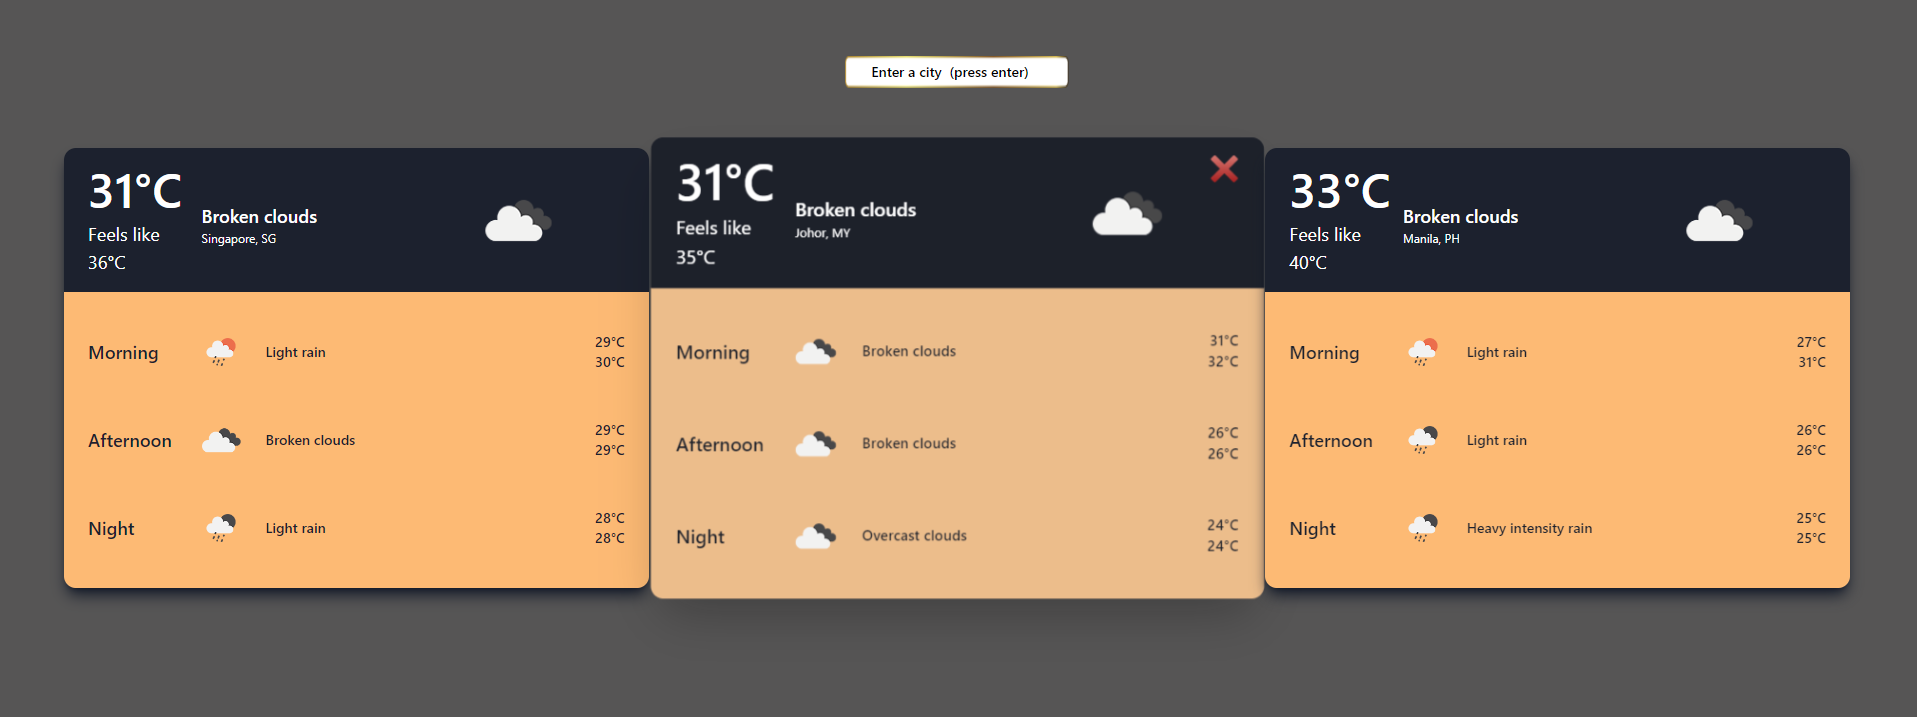 Enter a city  (press enter)
31°C
Feels like
36°C
Broken clouds
Singapore, SG
Morning
Light rain
29°C
30°C
Afternoon
Broken clouds
29°C
29°C
Night
Light rain
28°C
28°C
31°C
Feels like
35°C
Broken clouds
Johor, MY
Morning
Broken clouds
31°C
32°C
Afternoon
Broken clouds
26°C
26°C
Night
Overcast clouds
24°C
24°C
33°C
Feels like
40°C
Broken clouds
Manila, PH
Morning
Light rain
27°C
31°C
Afternoon
Light rain
26°C
26°C
Night
Heavy intensity rain
25°C
25°C